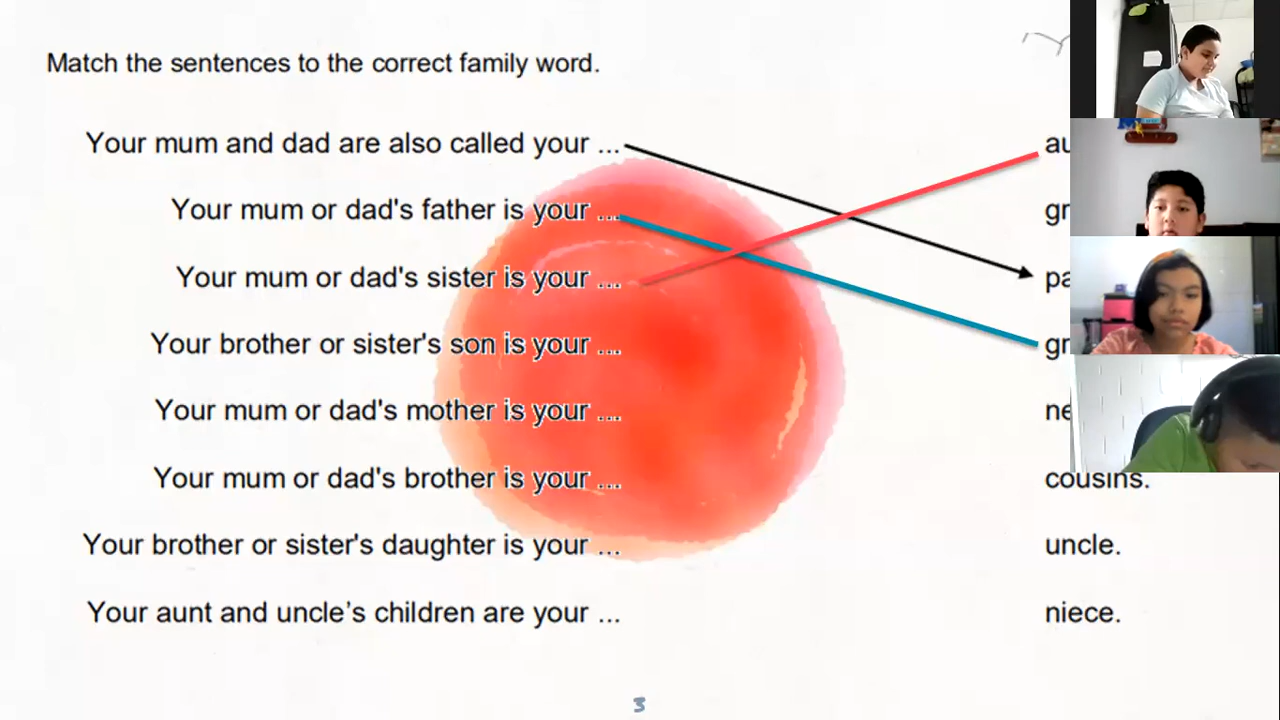 Match the sentences to the correct family word.
Your mum and dad are also called your ...
Your mum or dad's father is your ...
Your mum or dad's sister is your ...
Your brother or sister's son is your ...
Your mum or dad's mother is your ...
Your mum or dad's brother is your ...
cousins.
Your brother or sister's daughter is your ...
uncle.
Your aunt and uncle’s children are your ...
niece.
3